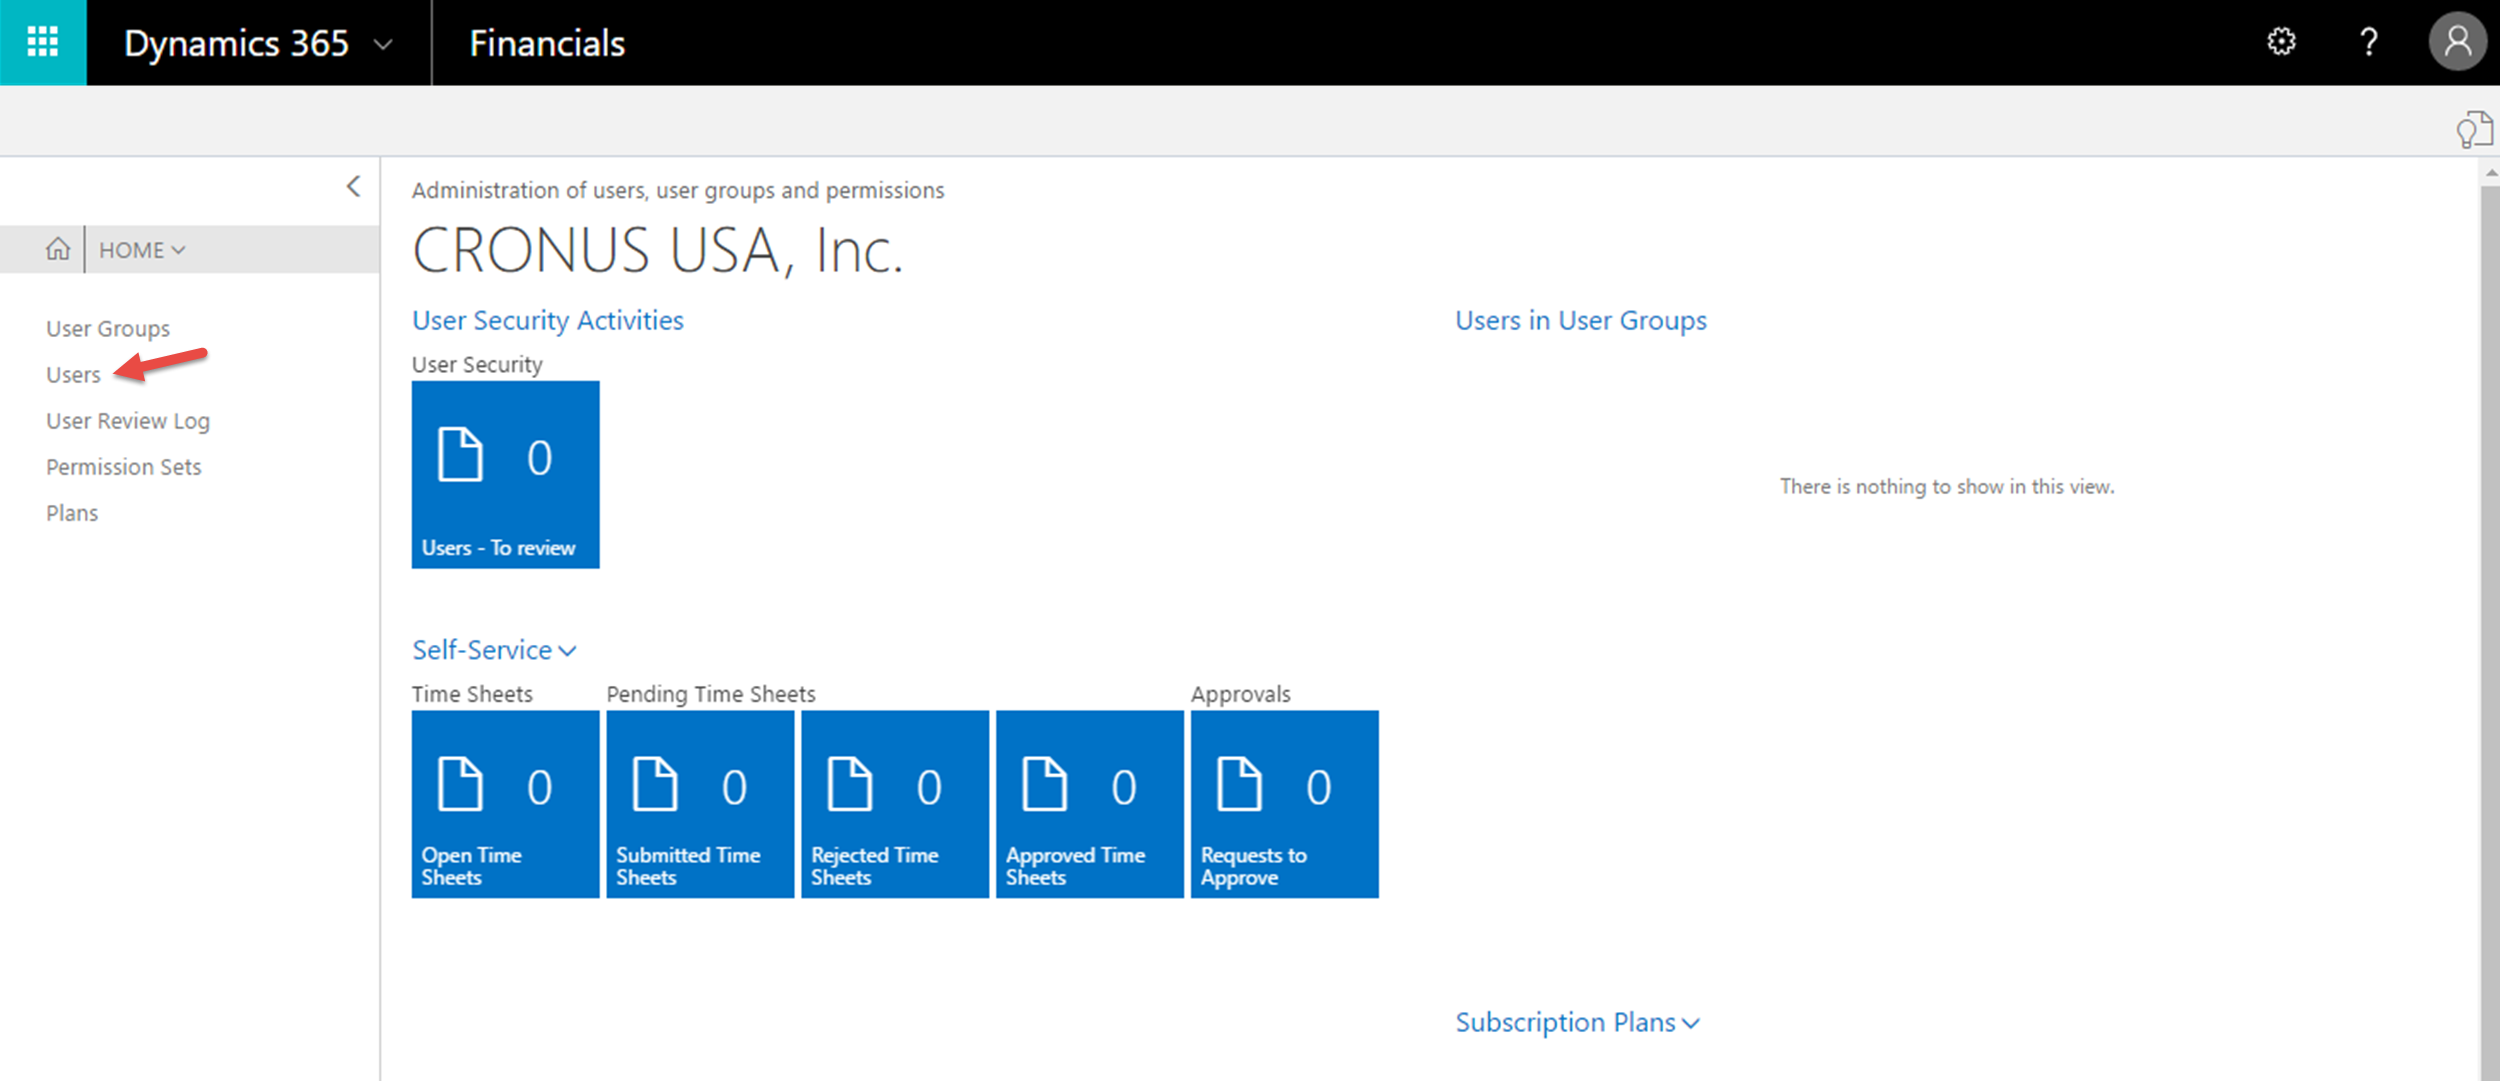 Dynamics 365
Financials
?
HOME
User Groups
Users
User Review Log
Permission Sets
Plans
Administration of users, user groups and permissions
CRONUS USA, Inc.
User Security Activities
User Security
0
Users - To review
Users in User Groups
There is nothing to show in this view.
Self-Service
Time Sheets
Pending Time Sheets
Approvals
0
Open Time
Sheets
0
Submitted Time
Sheets
0
Rejected Time
Sheets
0
Approved Time
Sheets
0
Requests to
Approve
Subscription Plans